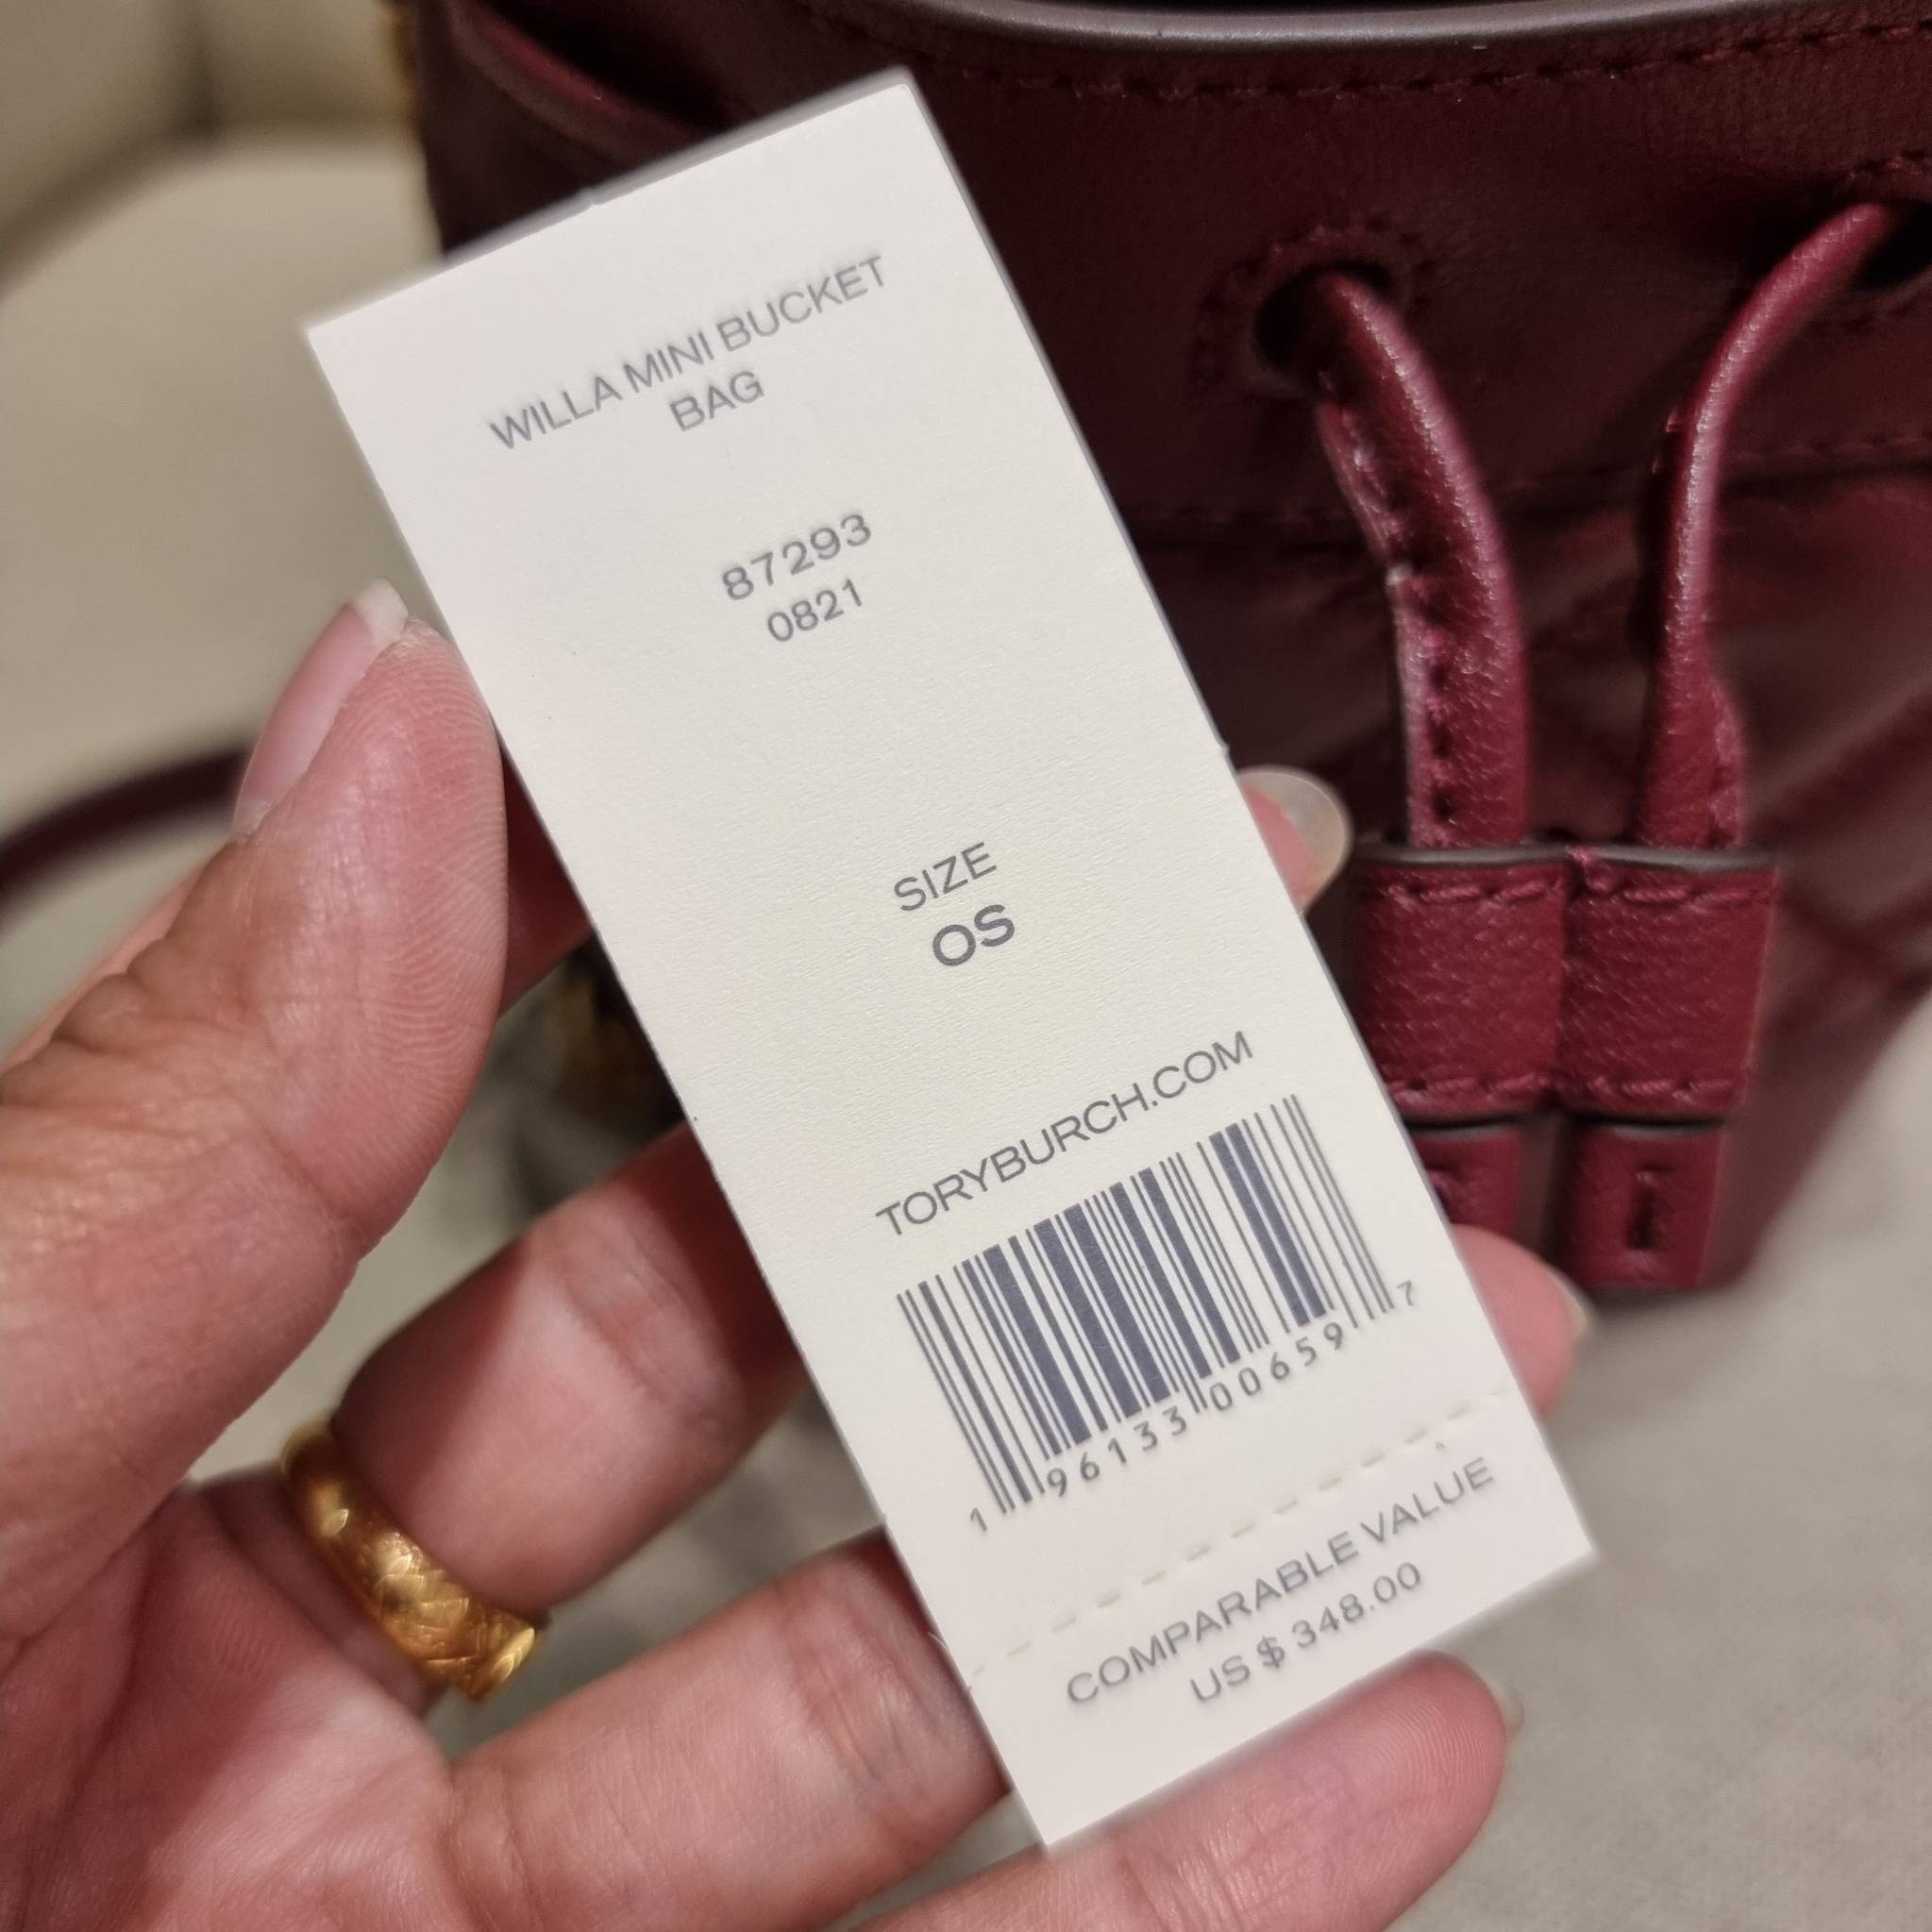 WILLA MINI BUCKET
BAG
87293
0821
SIZE
OS
TORYBURCH.COM
1 96133 00659 7
COMPARABLE VALUE
US $ 348.00